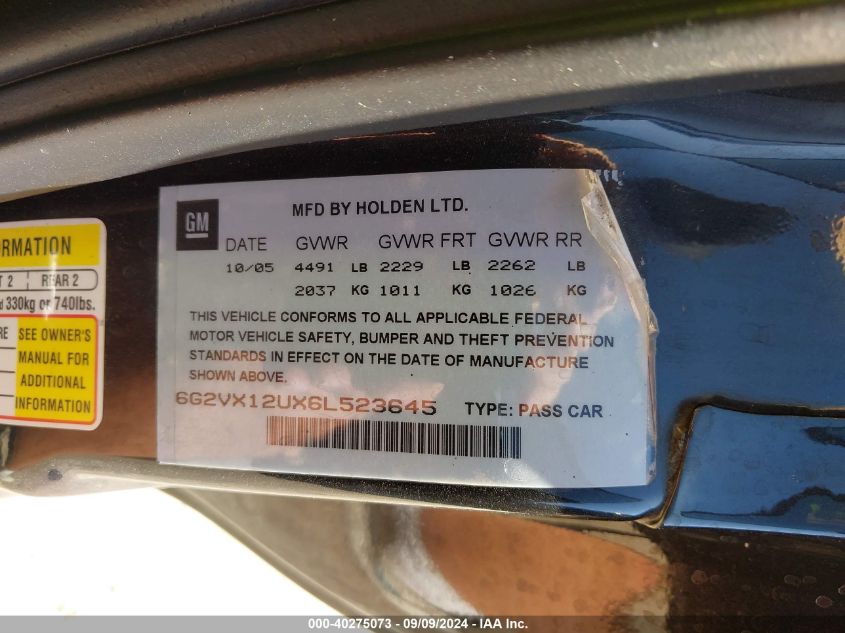 ORMATION
T 2 REAR 2
d 330kg or 740lbs.
RE SEE OWNER'S
MANUAL FOR
ADDITIONAL
INFORMATION
GM MFD BY HOLDEN LTD.
DATE GVWR GVWR FRT GVWR RR
10/05 4491 LB 2229 LB 2262 LB
2037 KG 1011 KG 1026 KG
THIS VEHICLE CONFORMS TO ALL APPLICABLE FEDERAL
MOTOR VEHICLE SAFETY, BUMPER AND THEFT PREVENTION
STANDARDS IN EFFECT ON THE DATE OF MANUFACTURE
SHOWN ABOVE.
6G2VX12UX6L523645 TYPE: PASS CAR
000-40275073 - 09/09/2024 - IAA Inc.